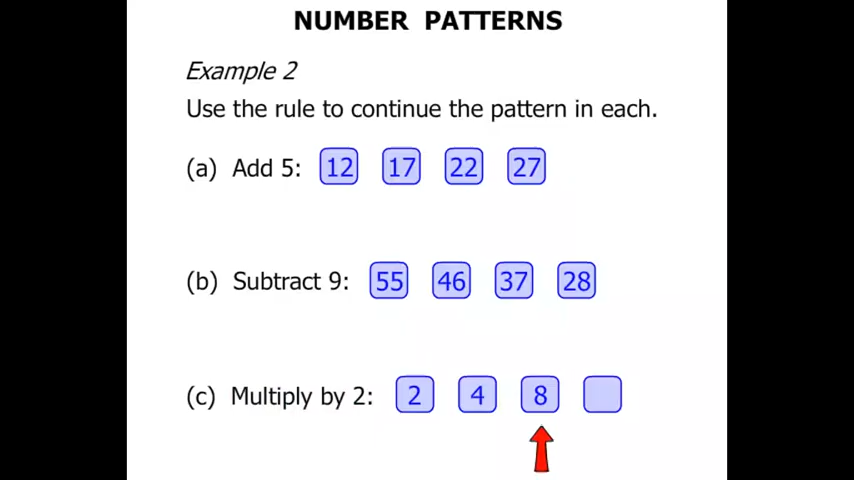 NUMBER PATTERNS
Example 2
Use the rule to continue the pattern in each.
(a) Add 5: 12 17 22 27
(b) Subtract 9: 55 46 37 28
(c) Multiply by 2: 2 4 8